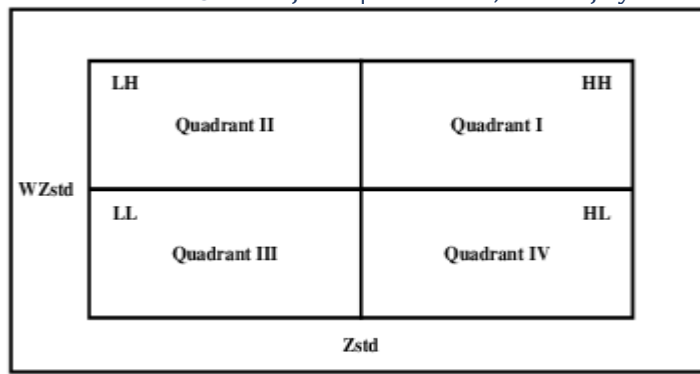 LH HH
Quadrant II Quadrant I
WZstd
LL HL
Quadrant III Quadrant IV
Zstd